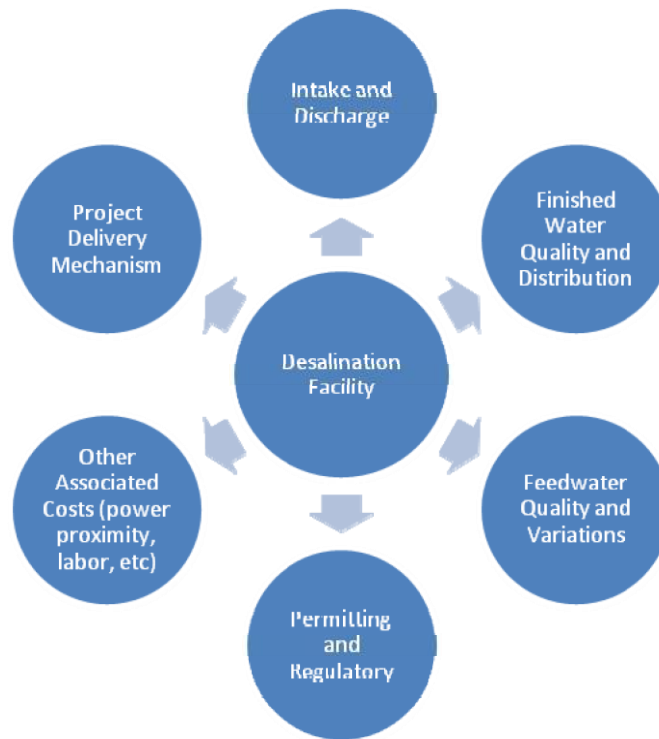 Intake and
Discharge
Project
Delivery
Mechanism
Finished
Water
Quality and
Distribution
Desalination
Facility
Other
Associated
Costs (power
proximity,
labor, etc)
Feedwater
Quality and
Variations
Permitting
and
Regulatory